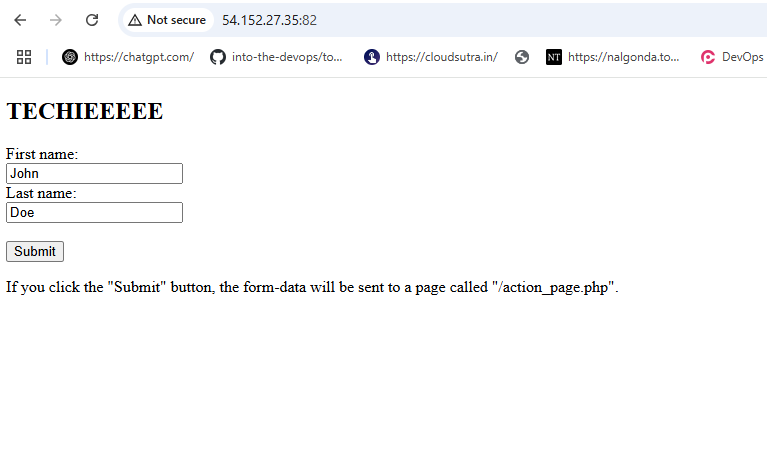 Not secure 54.152.27.35:82
https://chatgpt.com/ into-the-devops/to... https://cloudsutra.in/ NT https://nalgonda.to... DevOps
TECHIEEEEE
First name:
John
Last name:
Doe
Submit
If you click the "Submit" button, the form-data will be sent to a page called "/action_page.php".